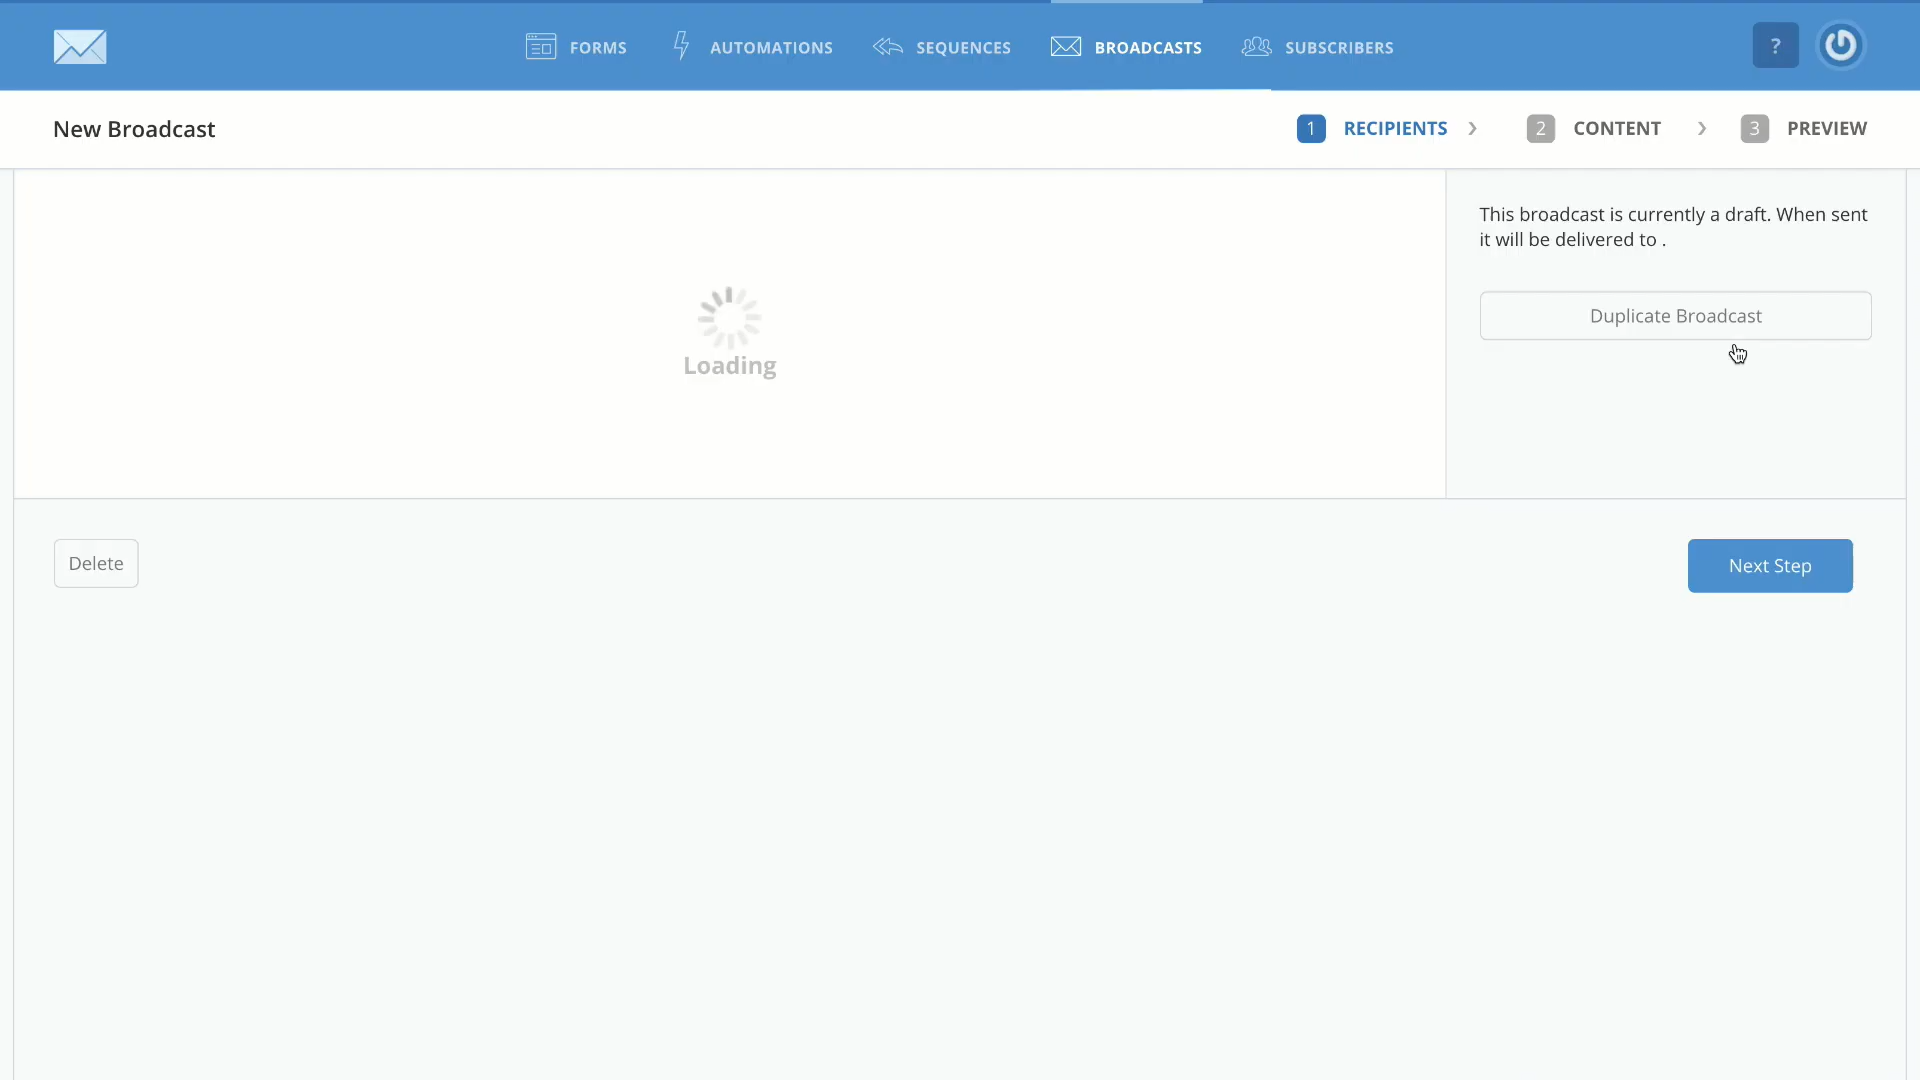 FORMS
AUTOMATIONS
SEQUENCES
BROADCASTS
SUBSCRIBERS
?
New Broadcast
1 RECIPIENTS
2 CONTENT
3 PREVIEW
This broadcast is currently a draft. When sent
it will be delivered to .
Duplicate Broadcast
Loading
Delete
Next Step